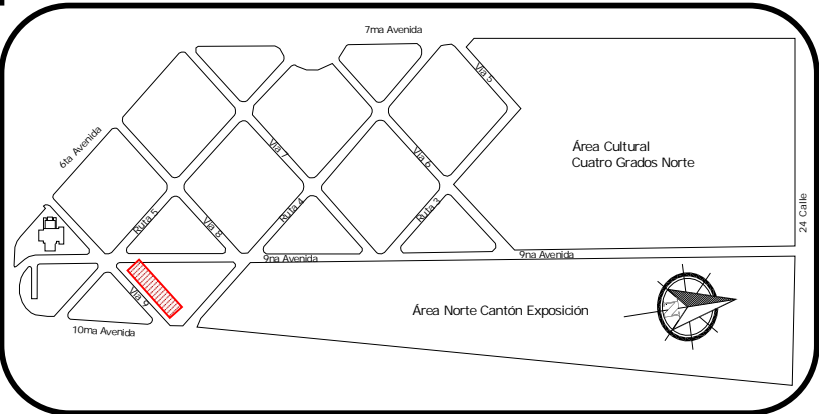 7ma Avenida
Vía 5
6ta Avenida
Vía 7
Vía 6
Área Cultural
Cuatro Grados Norte
24 Calle
Ruta 5
Vía 8
Ruta 4
Ruta 3
9na Avenida
9na Avenida
Vía 9
10ma Avenida
Área Norte Cantón Exposición
N